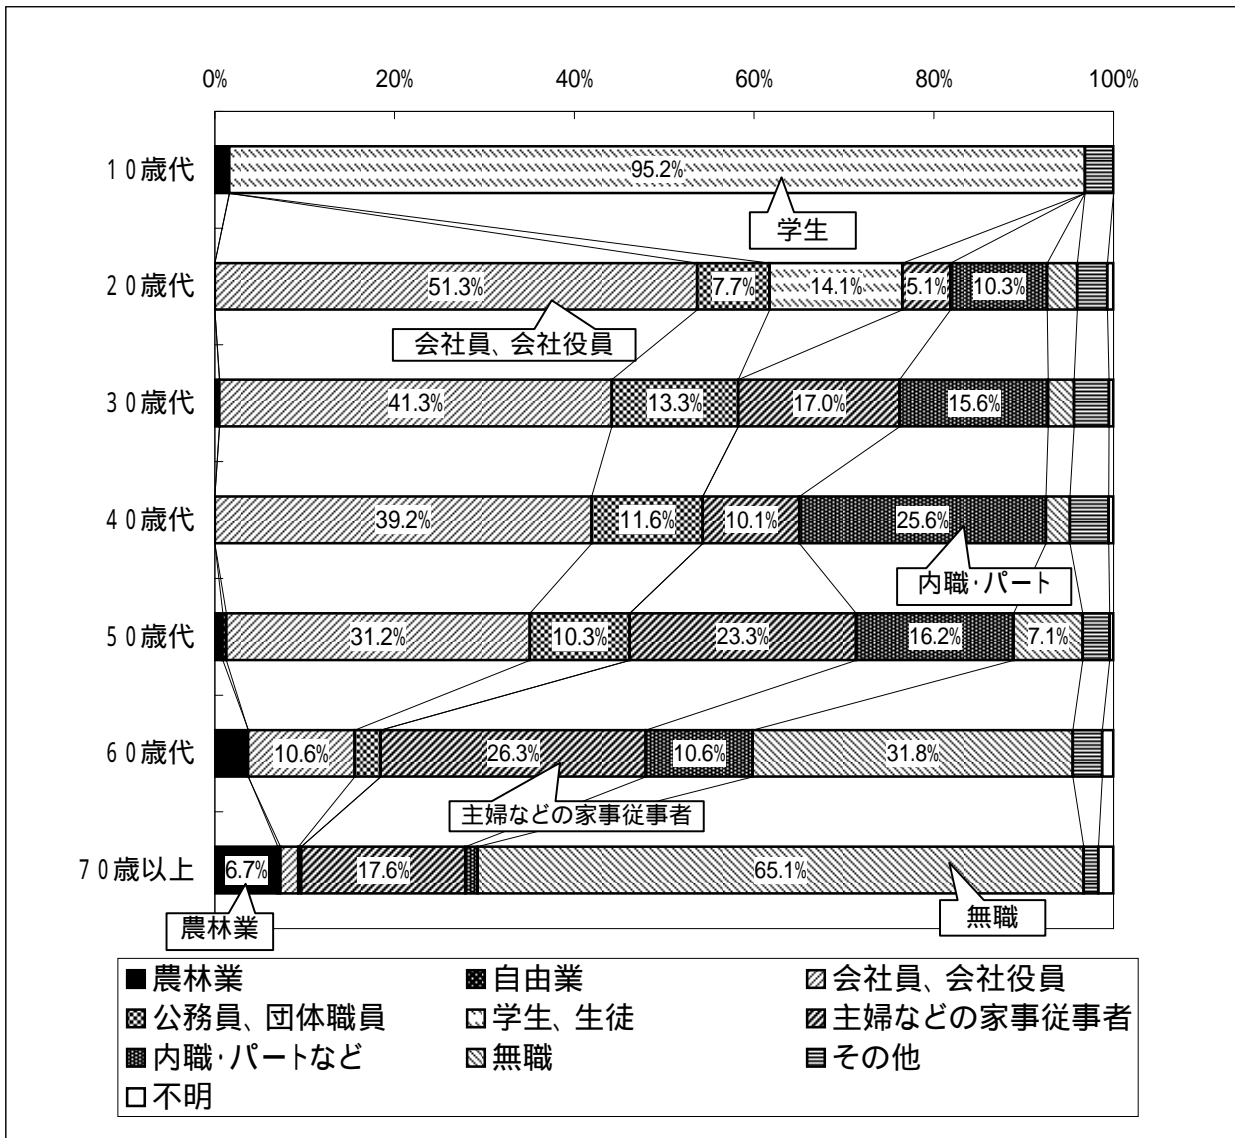 0% 20% 40% 60% 80% 100%
10歳代 95.2%
学生
20歳代 51.3% 7.7% 14.1% 5.1% 10.3%
会社員、会社役員
30歳代 41.3% 13.3% 17.0% 15.6%
40歳代 39.2% 11.6% 10.1% 25.6%
内職・パート
50歳代 31.2% 10.3% 23.3% 16.2% 7.1%
60歳代 10.6% 26.3% 10.6% 31.8%
主婦などの家事従事者
70歳以上 6.7% 17.6% 65.1%
農林業 無職
農林業 自由業 会社員、会社役員
公務員、団体職員 学生、生徒 主婦などの家事従事者
内職・パートなど 無職 その他
不明